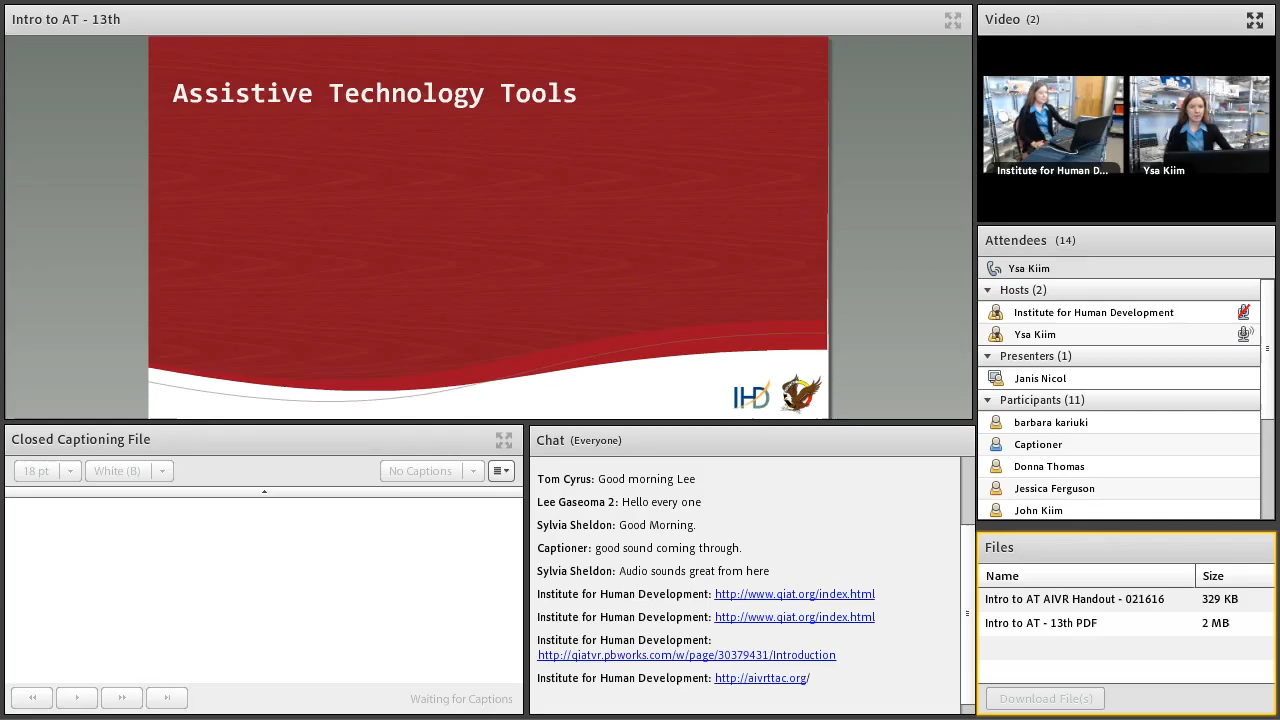 Intro to AT - 13th
Assistive Technology Tools
IHD
Video (2)
Institute for Human D...
Ysa Kiim
Attendees (14)
Ysa Kiim
Hosts (2)
Institute for Human Development
Ysa Kiim
Presenters (1)
Janis Nicol
Participants (11)
barbara kariuki
Captioner
Donna Thomas
Jessica Ferguson
John Kiim
Closed Captioning File
18 pt
White (B)
No Captions
Waiting for Captions
Chat (Everyone)
Tom Cyrus: Good morning Lee
Lee Gaseoma 2: Hello every one
Sylvia Sheldon: Good Morning.
Captioner: good sound coming through.
Sylvia Sheldon: Audio sounds great from here
Institute for Human Development: http://www.qiat.org/index.html
Institute for Human Development: http://www.qiat.org/index.html
Institute for Human Development:
http://qiatvr.pbworks.com/w/page/30379431/Introduction
Institute for Human Development: http://aivrttac.org/
Files
Name Size
Intro to AT AIVR Handout - 021616 329 KB
Intro to AT - 13th PDF 2 MB
Download File(s)